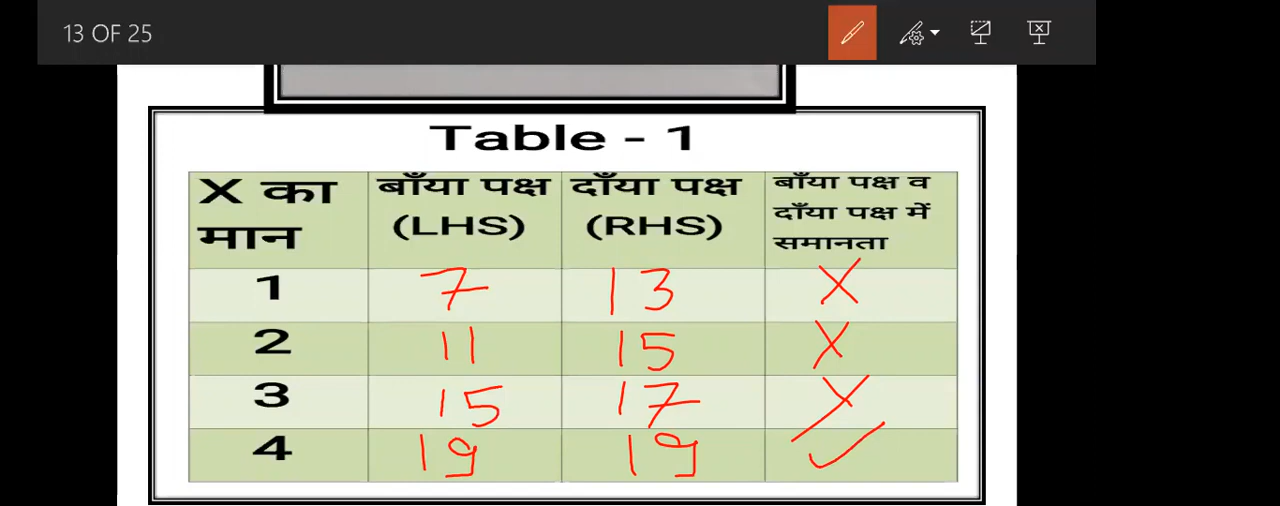 13 OF 25
Table - 1
X का मान | बाँया पक्ष (LHS) | दाँया पक्ष (RHS) | बाँया पक्ष व दाँया पक्ष में समानता
1 | 7 | 13 | X
2 | 11 | 15 | X
3 | 15 | 17 | X
4 | 19 | 19 | ✓